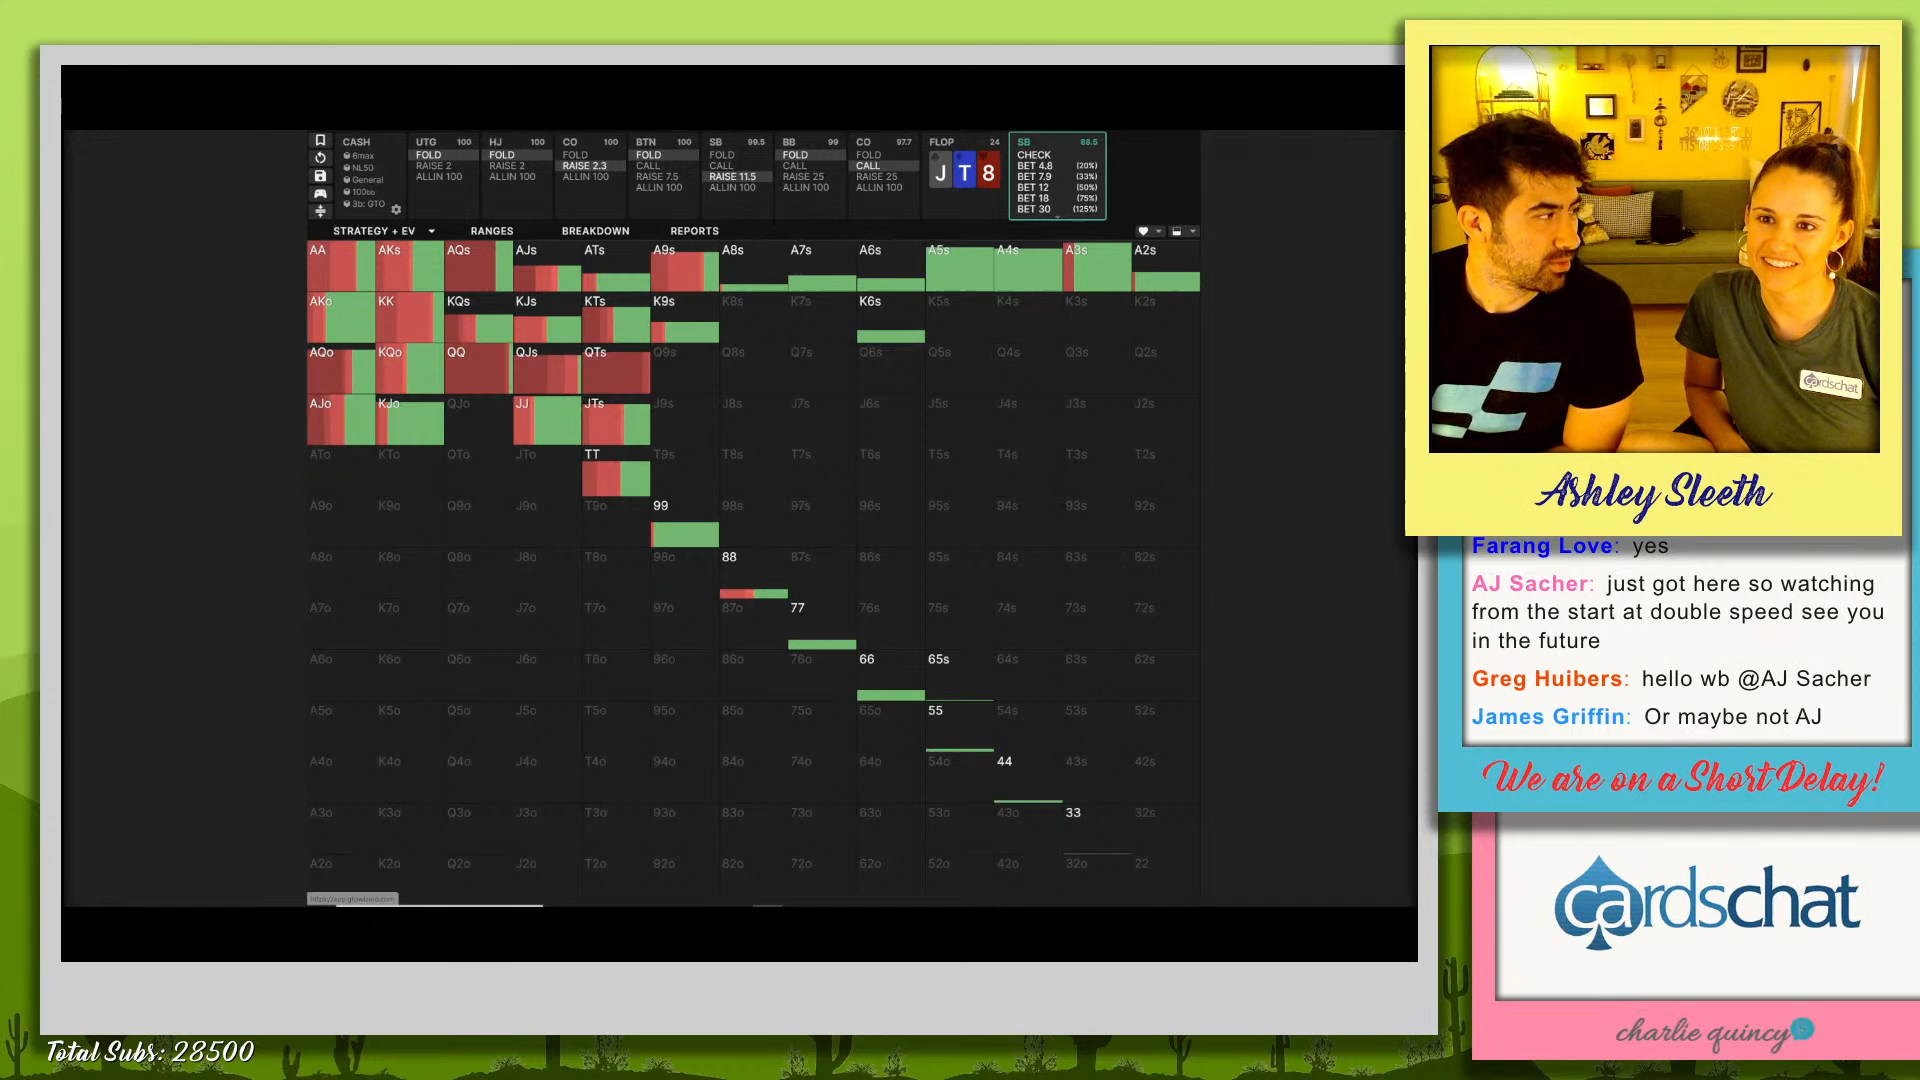 CASH
6max
NL50
General
100bb
3b: GTO
UTG 100
FOLD
RAISE 2
ALLIN 100
HJ 100
FOLD
RAISE 2
ALLIN 100
CO 100
FOLD
RAISE 2.3
ALLIN 100
BTN 100
FOLD
CALL
RAISE 7.5
ALLIN 100
SB 99.5
FOLD
CALL
RAISE 11.5
BB 99
FOLD
CALL
RAISE 25
ALLIN 100
CO 97.7
FOLD
CALL
RAISE 25
ALLIN 100
FLOP 24
J T 8
SB 88.5
CHECK
BET 4.8 (20%)
BET 7.9 (33%)
BET 12 (50%)
BET 18 (75%)
BET 30 (125%)
STRATEGY + EV RANGES BREAKDOWN REPORTS
AA AKs AQs AJs ATs A9s A8s A7s A6s A5s A4s A3s A2s
AKo KK KQs KJs KTs K9s K8s K7s K6s K5s K4s K3s K2s
AQo KQo QQ QJs QTs Q9s Q8s Q7s Q6s Q5s Q4s Q3s Q2s
AJo KJo QJo JJ JTs J9s J8s J7s J6s J5s J4s J3s J2s
ATo KTo QTo JTo TT T9s T8s T7s T6s T5s T4s T3s T2s
A9o K9o Q9o J9o T9o 99 98s 97s 96s 95s 94s 93s 92s
A8o K8o Q8o J8o T8o 98o 88 87s 86s 85s 84s 83s 82s
A7o K7o Q7o J7o T7o 97o 87o 77 76s 75s 74s 73s 72s
A6o K6o Q6o J6o T6o 96o 86o 76o 66 65s 64s 63s 62s
A5o K5o Q5o J5o T5o 95o 85o 75o 65o 55 54s 53s 52s
A4o K4o Q4o J4o T4o 94o 84o 74o 64o 54o 44 43s 42s
A3o K3o Q3o J3o T3o 93o 83o 73o 63o 53o 43o 33 32s
A2o K2o Q2o J2o T2o 92o 82o 72o 62o 52o 42o 32o 22
https://app.gtowizard.com
Ashley Sleeth
cardschat
Farang Love: yes
AJ Sacher: just got here so watching
from the start at double speed see you
in the future
Greg Huibers: hello wb @AJ Sacher
James Griffin: Or maybe not AJ
We are on a Short Delay!
cardschat
charlie quincy
Total Subs: 28500